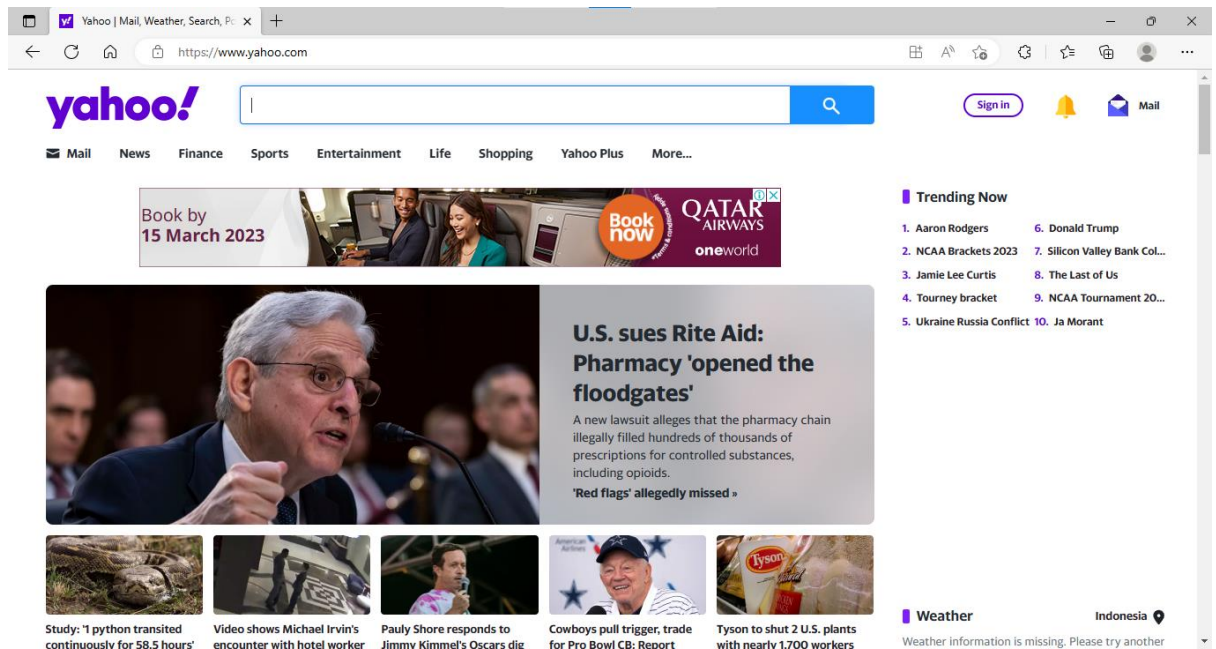 Yahoo | Mail, Weather, Search, Po
https://www.yahoo.com
yahoo!
Sign in
Mail
Mail News Finance Sports Entertainment Life Shopping Yahoo Plus More...
Book by
15 March 2023
Book
now
QATAR
AIRWAYS
oneworld
Trending Now
1. Aaron Rodgers
2. NCAA Brackets 2023
3. Jamie Lee Curtis
4. Tourney bracket
5. Ukraine Russia Conflict
6. Donald Trump
7. Silicon Valley Bank Col...
8. The Last of Us
9. NCAA Tournament 20...
10. Ja Morant
U.S. sues Rite Aid:
Pharmacy 'opened the
floodgates'
A new lawsuit alleges that the pharmacy chain
illegally filled hundreds of thousands of
prescriptions for controlled substances,
including opioids.
'Red flags' allegedly missed »
American
Airlines
Tyson
Study: '1 python transited
continuously for 58.5 hours'
Video shows Michael Irvin's
encounter with hotel worker
Pauly Shore responds to
Jimmy Kimmel's Oscars dig
Cowboys pull trigger, trade
for Pro Bowl CB: Report
Tyson to shut 2 U.S. plants
with nearly 1,700 workers
Weather
Indonesia
Weather information is missing. Please try another